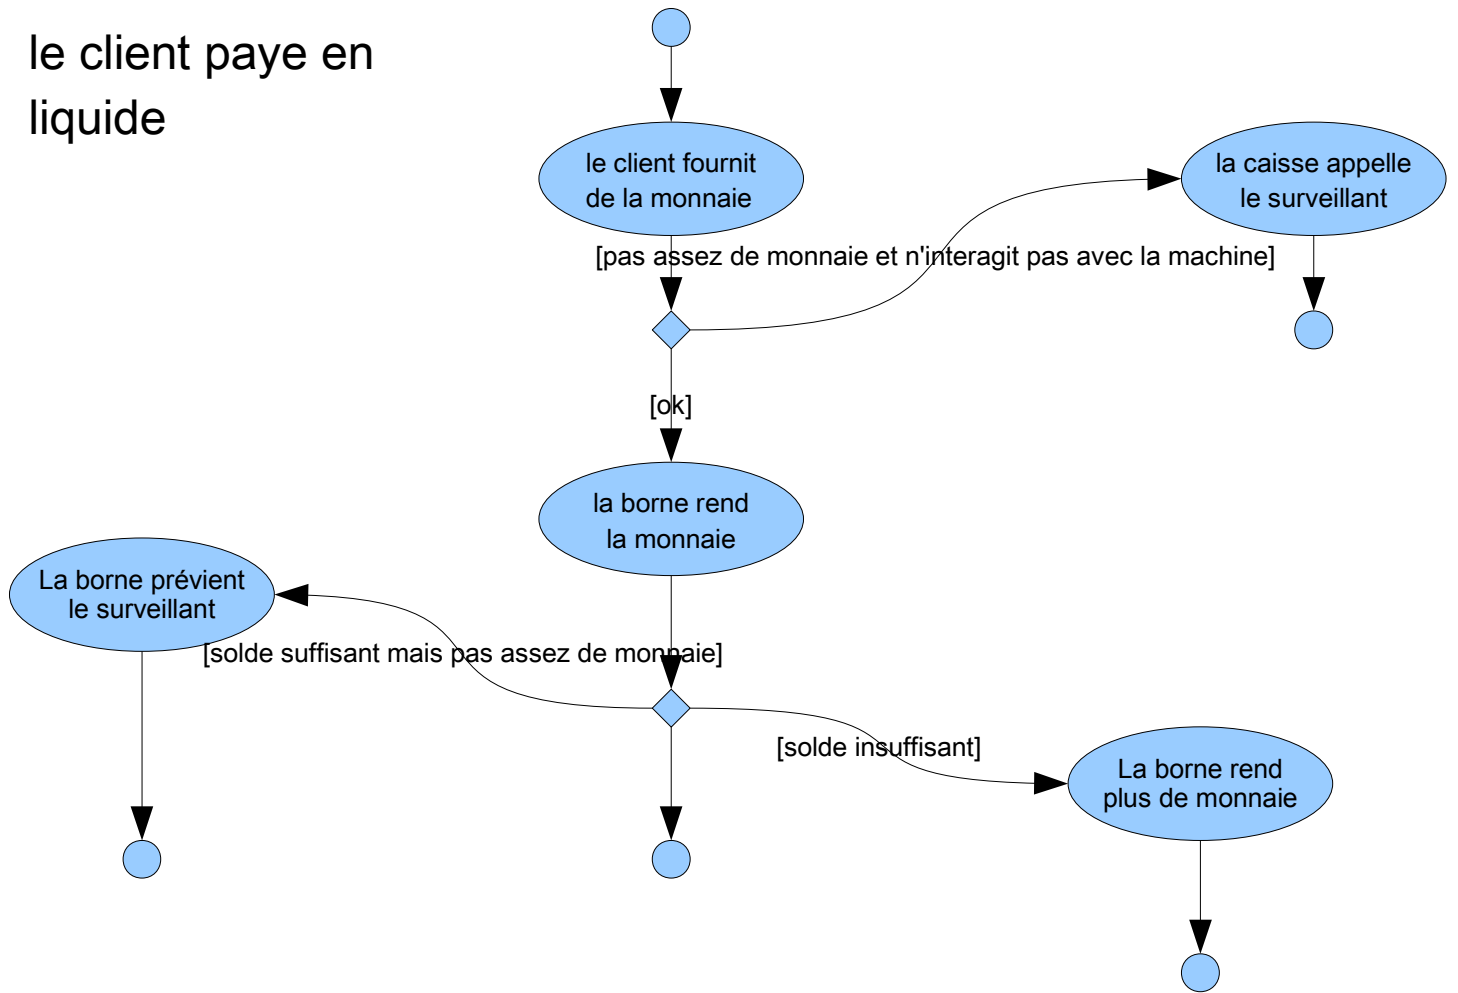 le client paye en
liquide
le client fournit
de la monnaie
la caisse appelle
le surveillant
[pas assez de monnaie et n'interagit pas avec la machine]
[ok]
la borne rend
la monnaie
La borne prévient
le surveillant
[solde suffisant mais pas assez de monnaie]
[solde insuffisant]
La borne rend
plus de monnaie